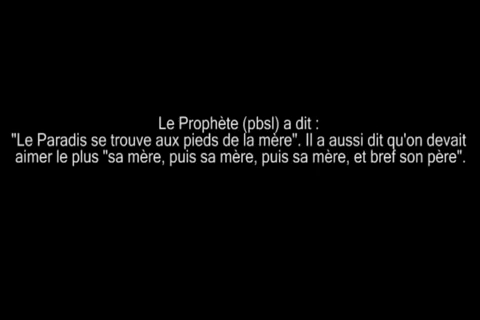 Le Prophète (pbsl) a dit :
"Le Paradis se trouve aux pieds de la mère". Il a aussi dit qu'on devait
aimer le plus "sa mère, puis sa mère, puis sa mère, et bref son père".